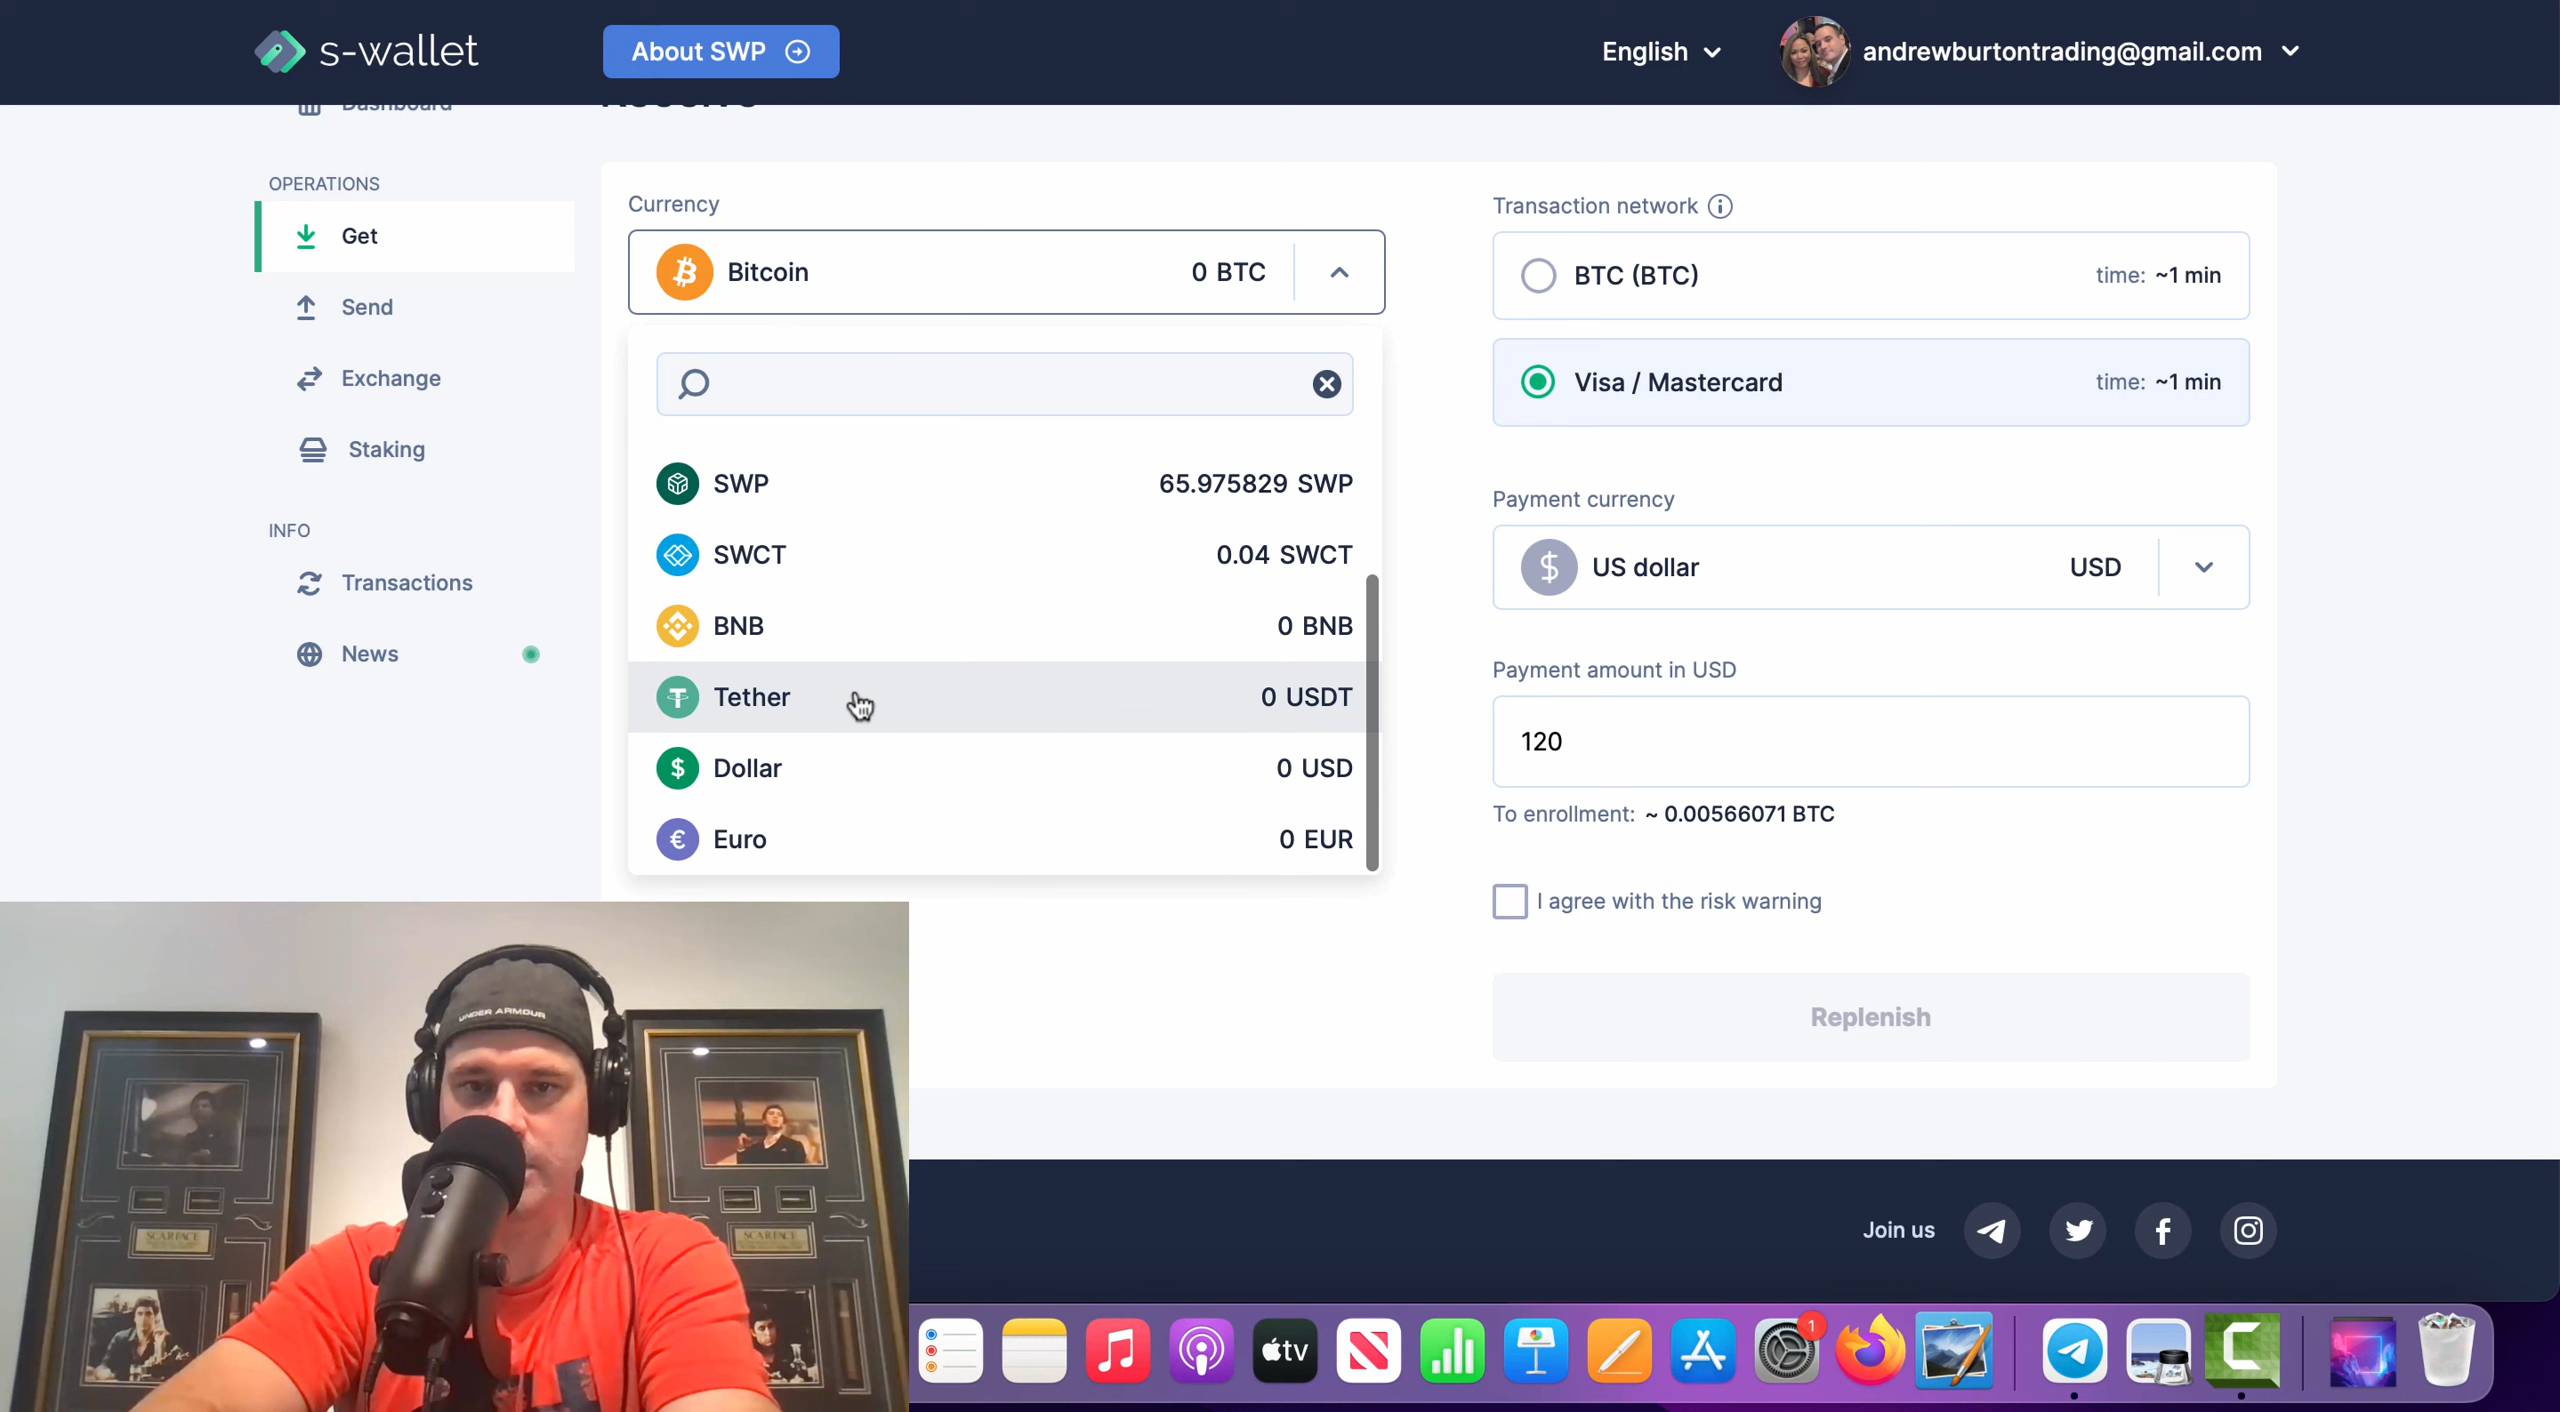 s-wallet
About SWP
English
andrewburtontrading@gmail.com
Dashboard
OPERATIONS
Get
Send
Exchange
Staking
INFO
Transactions
News
Currency
Bitcoin 0 BTC
SWP 65.975829 SWP
SWCT 0.04 SWCT
BNB 0 BNB
Tether 0 USDT
Dollar 0 USD
Euro 0 EUR
Transaction network
BTC (BTC) time: ~1 min
Visa / Mastercard time: ~1 min
Payment currency
US dollar USD
Payment amount in USD
120
To enrollment: ~ 0.00566071 BTC
I agree with the risk warning
Replenish
Join us
UNDER ARMOUR
SCARFACE
SCARFACE
tv
1